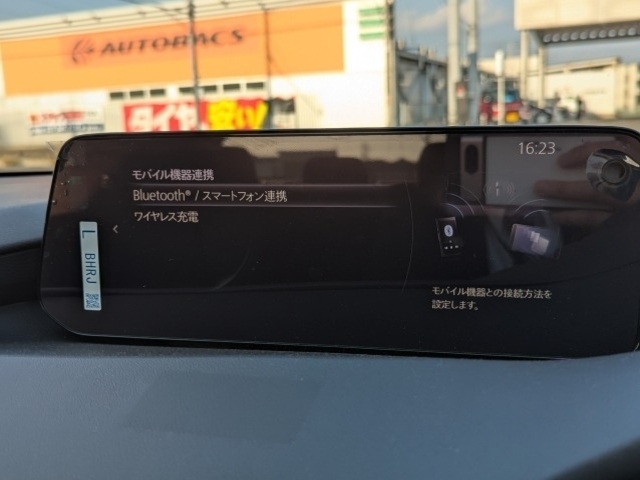 AUTOBACS
タイヤ 安い!
16:23
モバイル機器連携
Bluetooth® / スマートフォン連携
ワイヤレス充電
L BHRJ
モバイル機器との接続方法を
設定します。